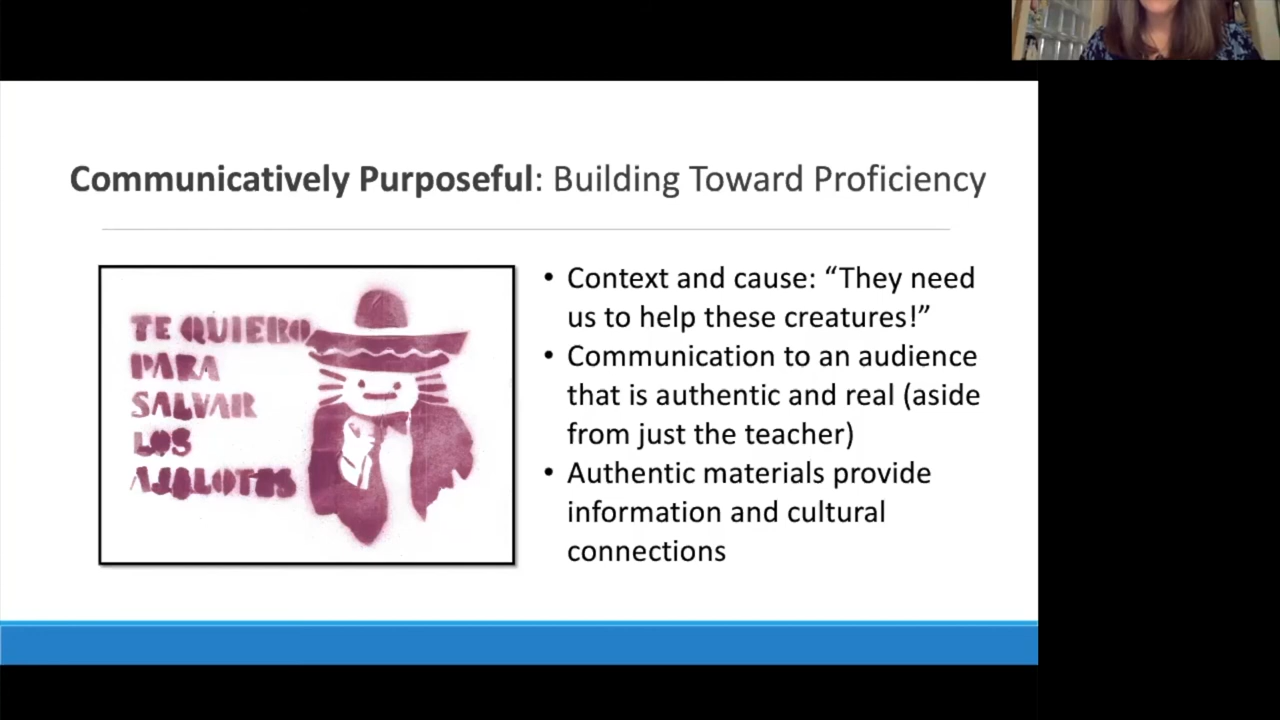 Communicatively Purposeful: Building Toward Proficiency
TE QUIERO
PARA
SALVAR
LOS
AJOLOTES
• Context and cause: “They need
us to help these creatures!”
• Communication to an audience
that is authentic and real (aside
from just the teacher)
• Authentic materials provide
information and cultural
connections